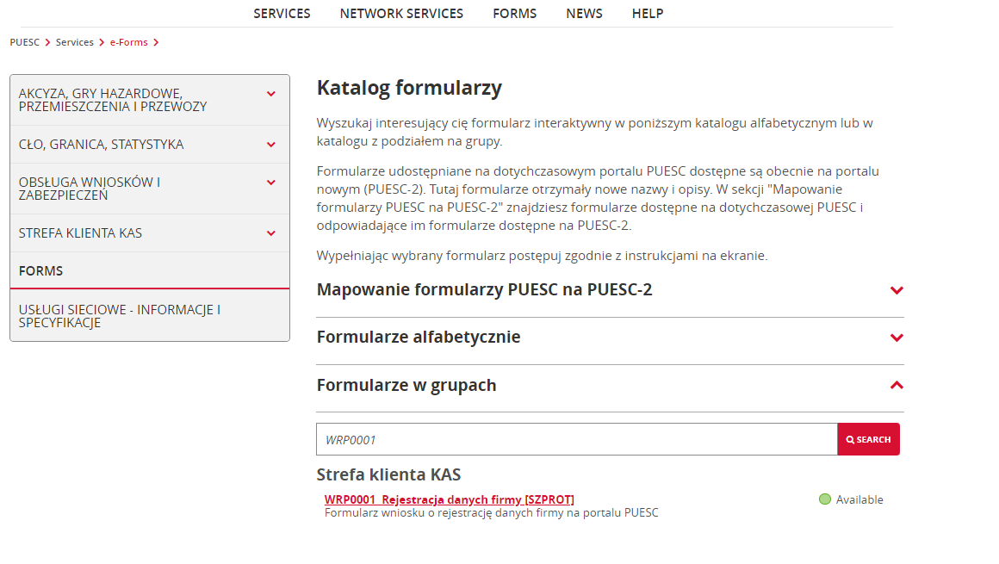 SERVICES NETWORK SERVICES FORMS NEWS HELP
PUESC > Services > e-Forms >
AKCYZA, GRY HAZARDOWE,
PRZEMIESZCZENIA I PRZEWOZY
CŁO, GRANICA, STATYSTYKA
OBSŁUGA WNIOSKÓW I
ZABEZPIECZEŃ
STREFA KLIENTA KAS
FORMS
USŁUGI SIECIOWE - INFORMACJE I
SPECYFIKACJE
Katalog formularzy
Wyszukaj interesujący cię formularz interaktywny w poniższym katalogu alfabetycznym lub w
katalogu z podziałem na grupy.
Formularze udostępniane na dotychczasowym portalu PUESC dostępne są obecnie na portalu
nowym (PUESC-2). Tutaj formularze otrzymały nowe nazwy i opisy. W sekcji "Mapowanie
formularzy PUESC na PUESC-2" znajdziesz formularze dostępne na dotychczasowej PUESC i
odpowiadające im formularze dostępne na PUESC-2.
Wypełniając wybrany formularz postępuj zgodnie z instrukcjami na ekranie.
Mapowanie formularzy PUESC na PUESC-2
Formularze alfabetycznie
Formularze w grupach
WRP0001 SEARCH
Strefa klienta KAS
WRP0001 Rejestracja danych firmy [SZPROT] Available
Formularz wniosku o rejestrację danych firmy na portalu PUESC